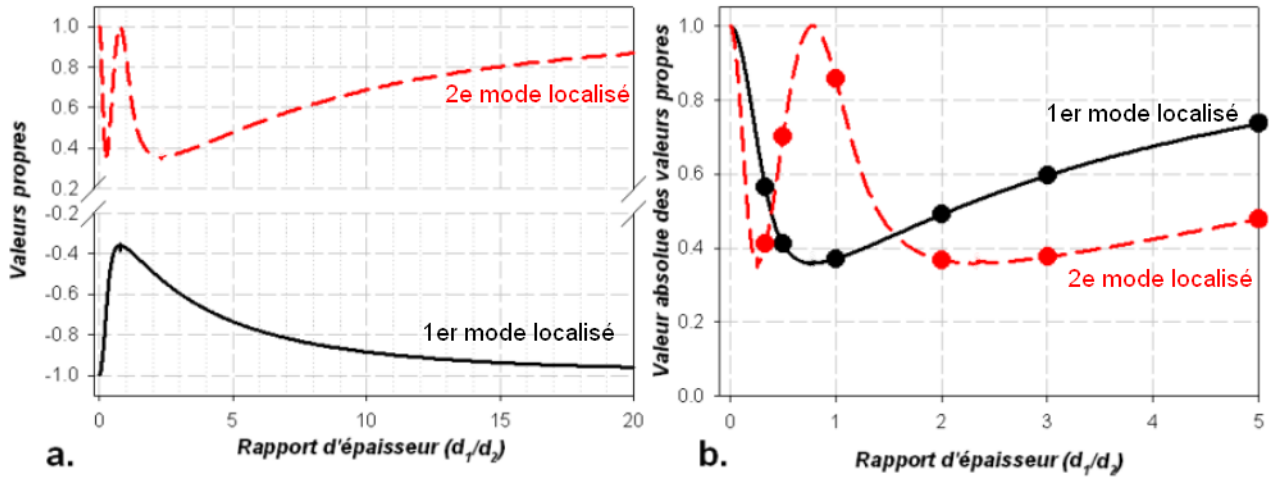 Valeurs propres
1.0
0.8
0.6
0.4
0.2
-0.2
-0.4
-0.6
-0.8
-1.0
2e mode localisé
1er mode localisé
0 5 10 15 20
Rapport d'épaisseur (d1/d2)
a.
Valeur absolue des valeurs propres
1.0
0.8
0.6
0.4
0.2
0.0
1er mode localisé
2e mode localisé
0 1 2 3 4 5
Rapport d'épaisseur (d1/d2)
b.